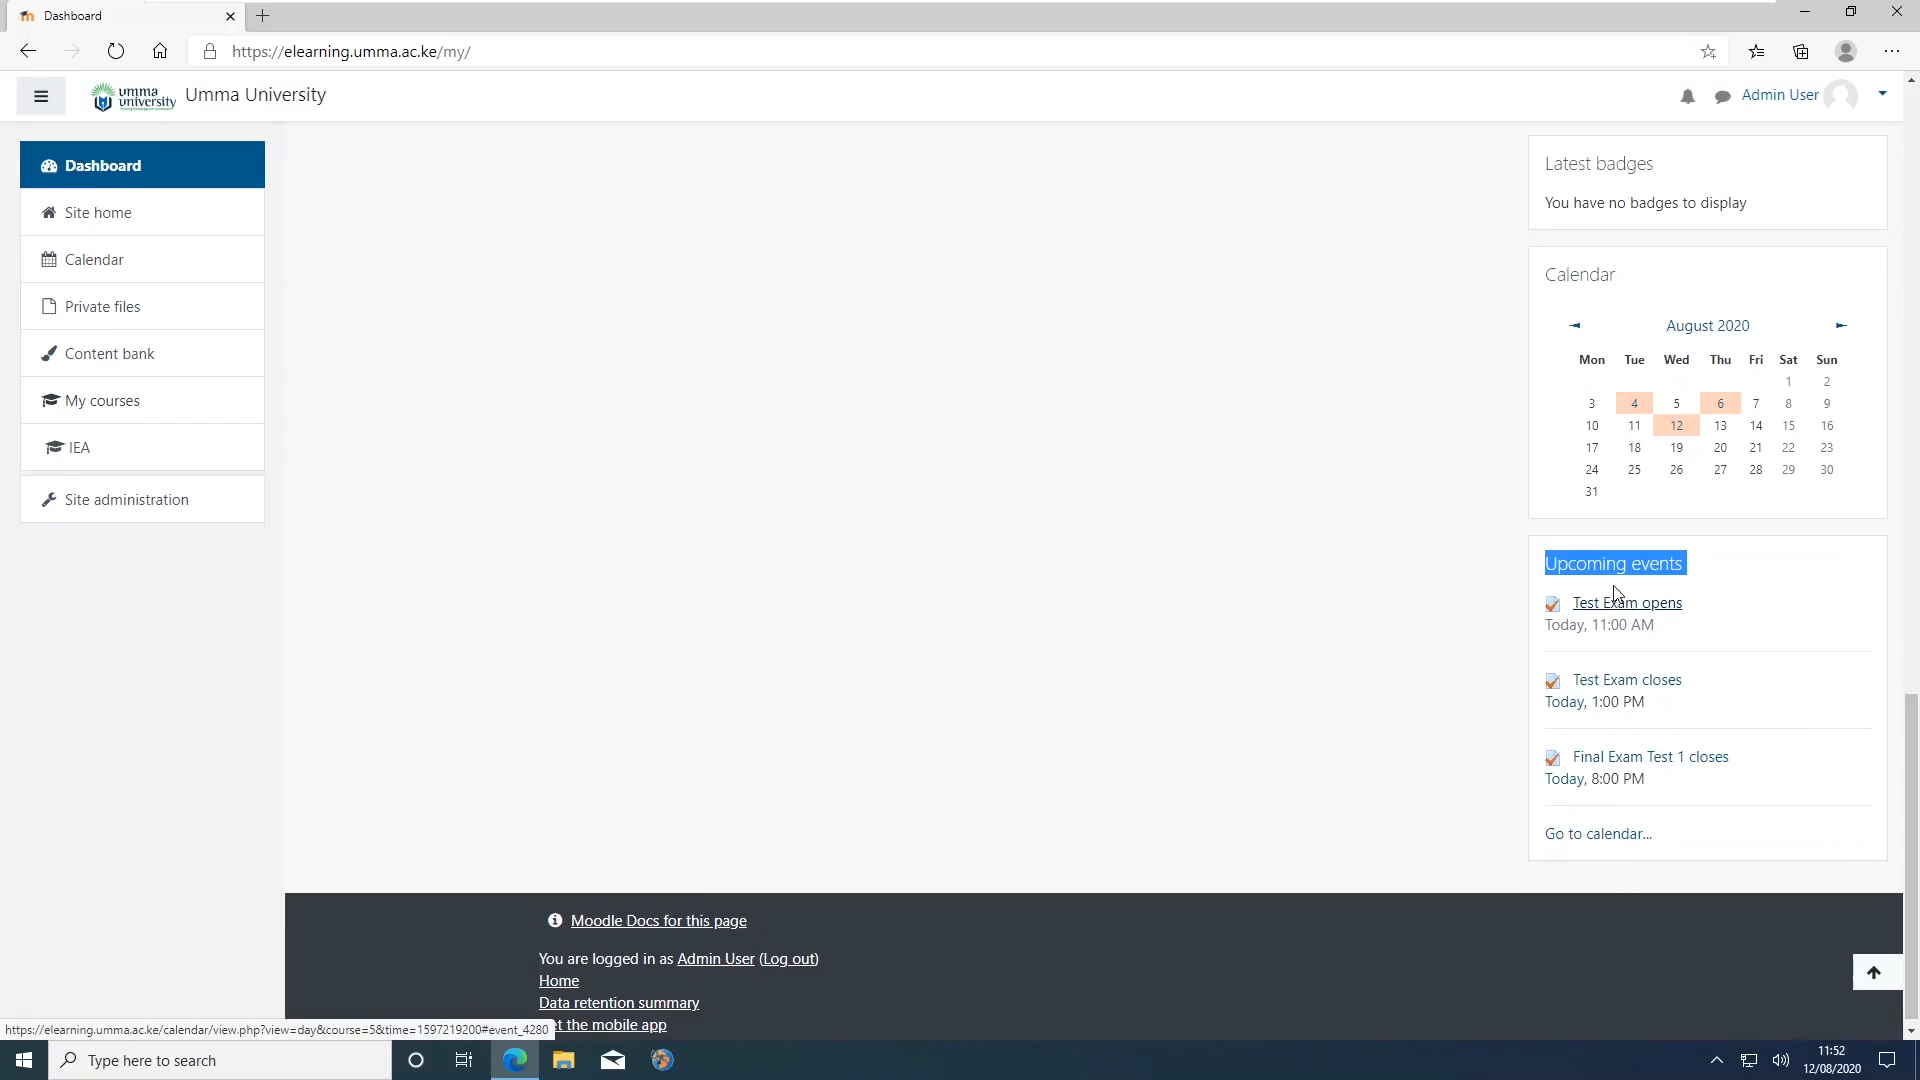 Dashboard
https://elearning.umma.ac.ke/my/
umma
university
Umma University
Admin User
Dashboard
Site home
Calendar
Private files
Content bank
My courses
IEA
Site administration
Latest badges
You have no badges to display
Calendar
August 2020
Mon Tue Wed Thu Fri Sat Sun
1 2
3 4 5 6 7 8 9
10 11 12 13 14 15 16
17 18 19 20 21 22 23
24 25 26 27 28 29 30
31
Upcoming events
Test Exam opens
Today, 11:00 AM
Test Exam closes
Today, 1:00 PM
Final Exam Test 1 closes
Today, 8:00 PM
Go to calendar...
Moodle Docs for this page
You are logged in as Admin User (Log out)
Home
Data retention summary
et the mobile app
https://elearning.umma.ac.ke/calendar/view.php?view=day&course=5&time=1597219200#event_4280
Type here to search
11:52
12/08/2020